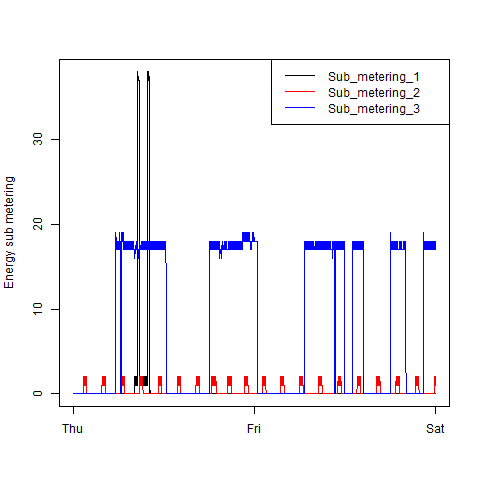 Sub_metering_1
Sub_metering_2
Sub_metering_3
30
20
10
0
Energy sub metering
Thu Fri Sat